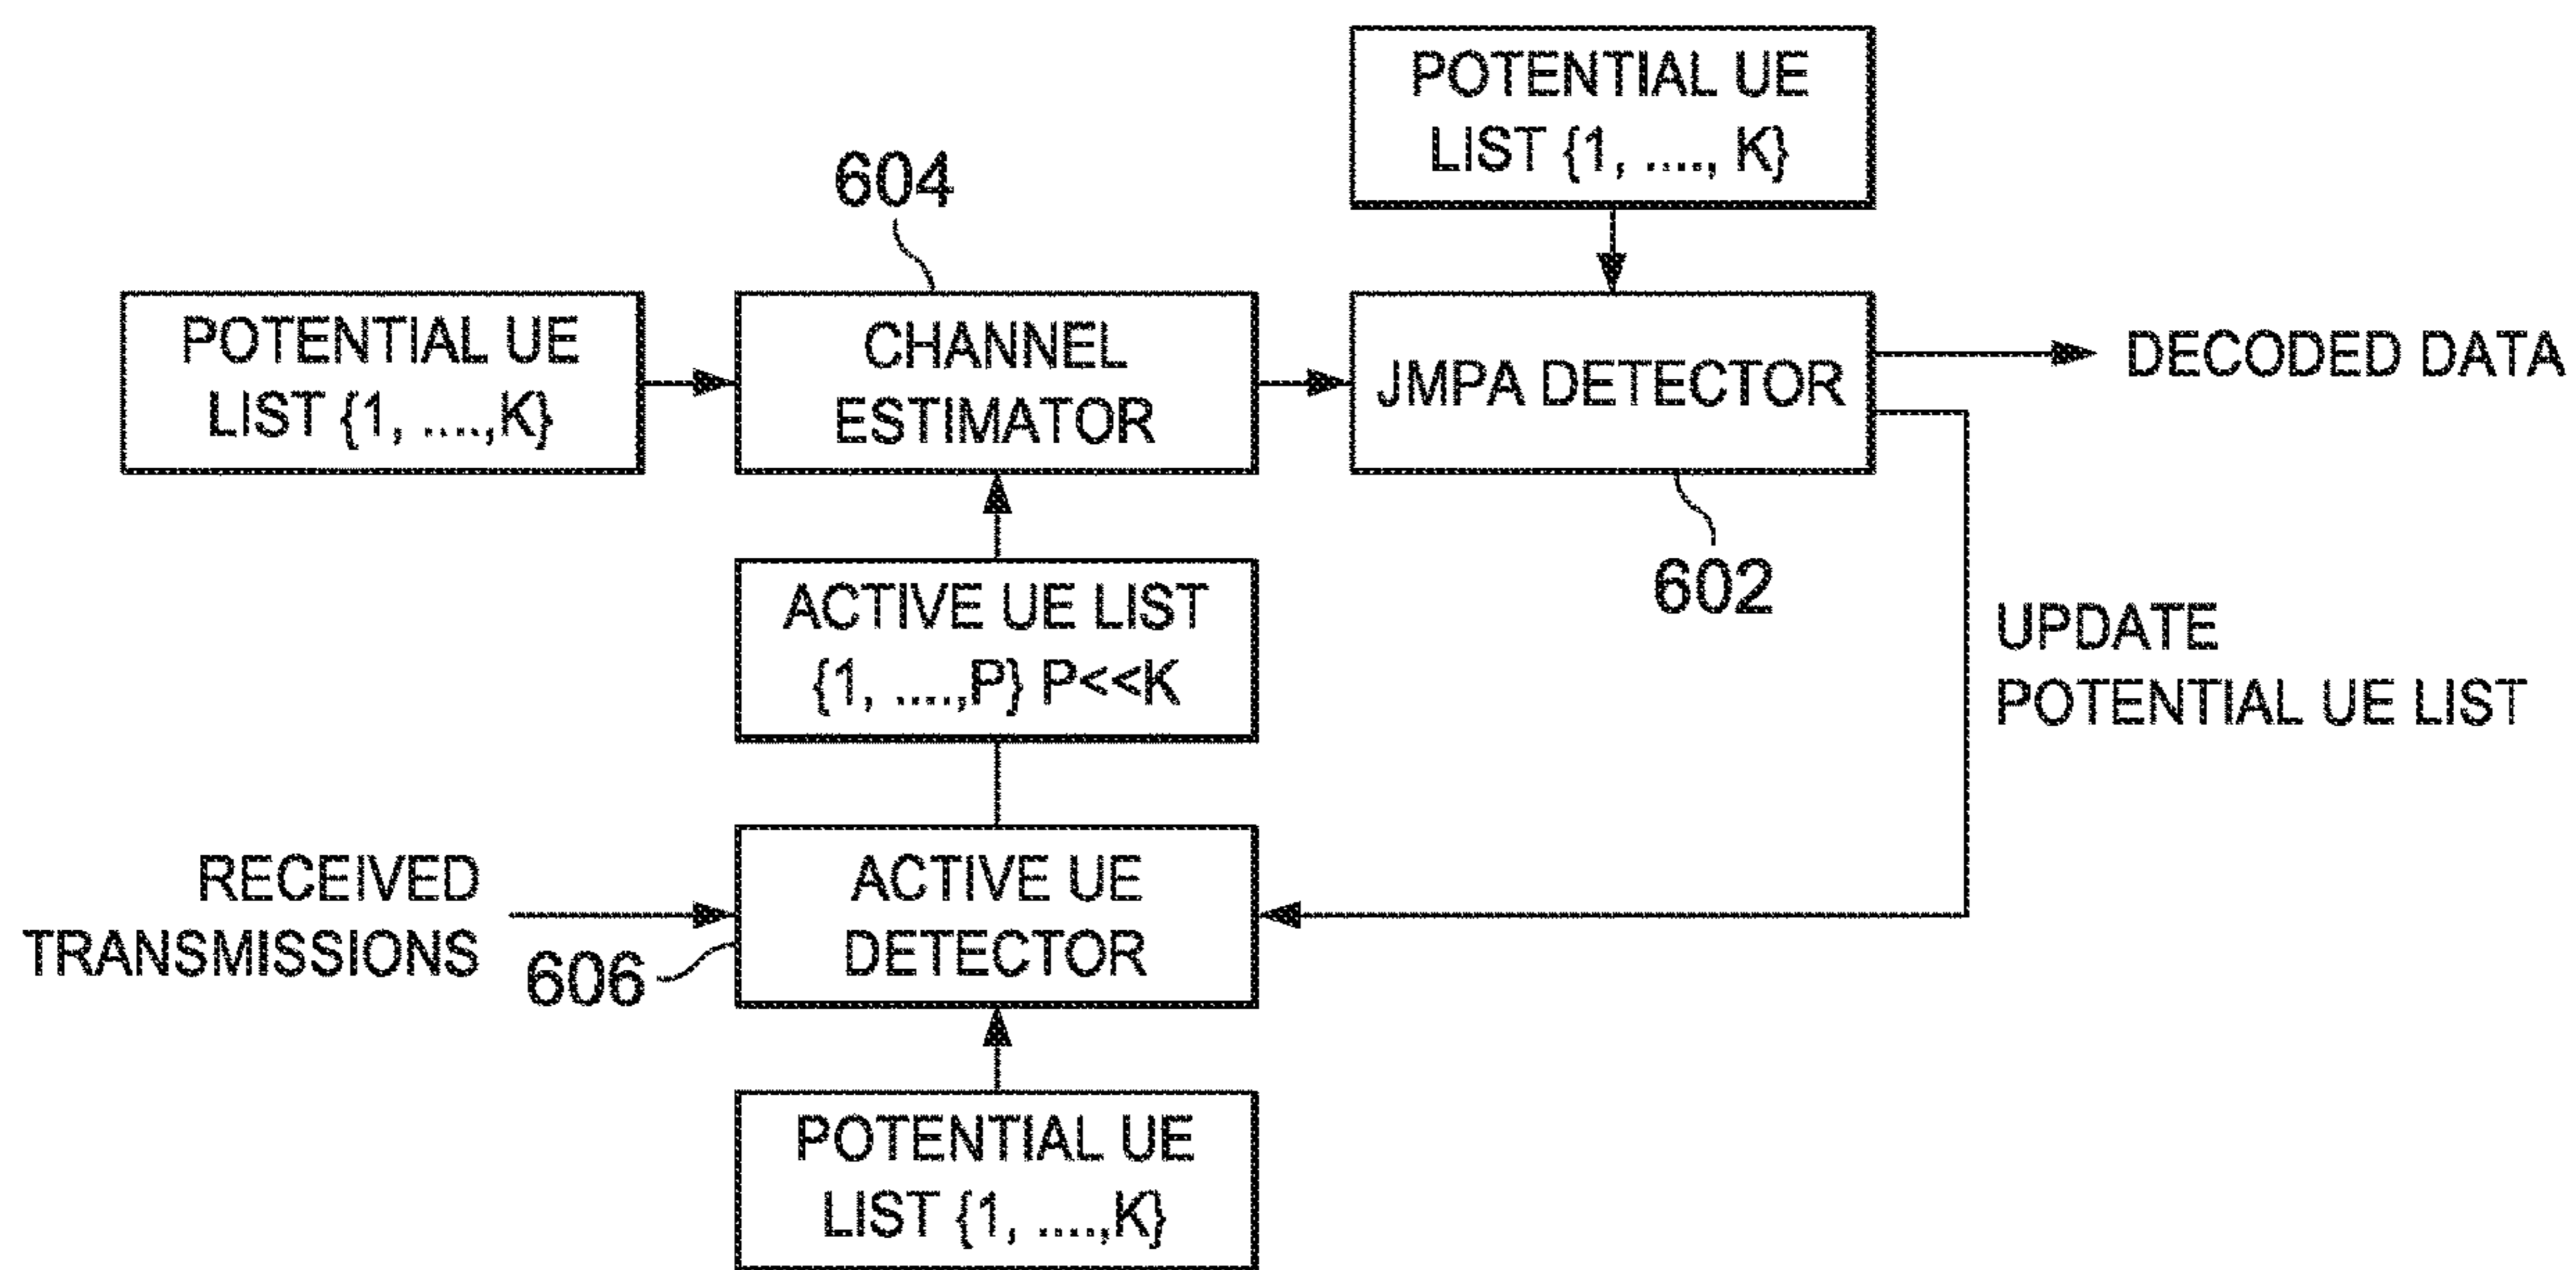 POTENTIAL UE
LIST {1, ...., K}
604
POTENTIAL UE
LIST {1, ....,K}
CHANNEL
ESTIMATOR
JMPA DETECTOR
DECODED DATA
602
ACTIVE UE LIST
{1, ....,P} P<<K
UPDATE
POTENTIAL UE LIST
RECEIVED
TRANSMISSIONS
606
ACTIVE UE
DETECTOR
POTENTIAL UE
LIST {1, ....,K}